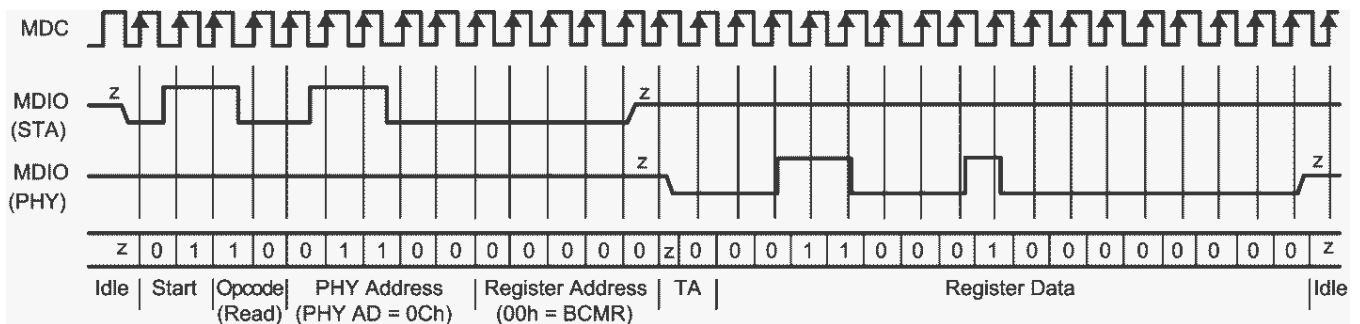 MDC
z z
MDIO
(STA)
z z
MDIO
(PHY)
z 0 1 1 0 0 1 1 0 0 0 0 0 0 0 z 0 0 0 1 1 0 0 0 1 0 0 0 0 0 0 0 0 z
Idle Start Opcode PHY Address Register Address TA Register Data Idle
(Read) (PHY AD = 0Ch) (00h = BCMR)